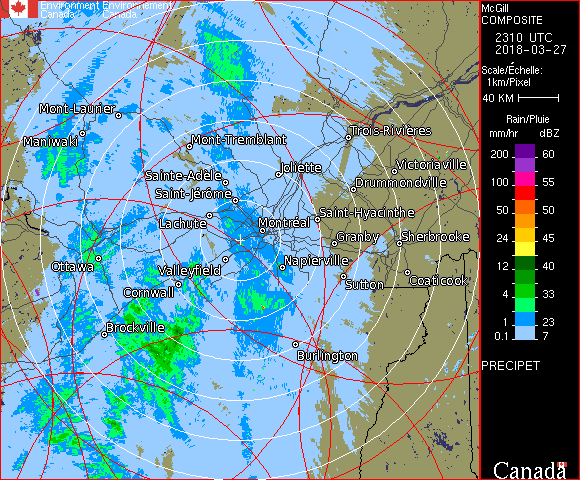 Environment Environnement
Canada Canada
McGill
COMPOSITE
2310 UTC
2018-03-27
Scale/Échelle:
1km/Pixel
40 KM
Rain/Pluie
mm/hr dBZ
200 60
100 55
50 50
24 45
12 40
4 33
1 23
0.1 7
PRECIPET
Canada
Mont-Laurier
Maniwaki
Mont-Tremblant
Trois-Rivières
Joliette
Victoriaville
Sainte-Adèle
Drummondville
Saint-Jérôme
Lachute
Saint-Hyacinthe
Montréal
Granby
Sherbrooke
Ottawa
Valleyfield
Napierville
Cornwall
Sutton
Coaticook
Brockville
Burlington